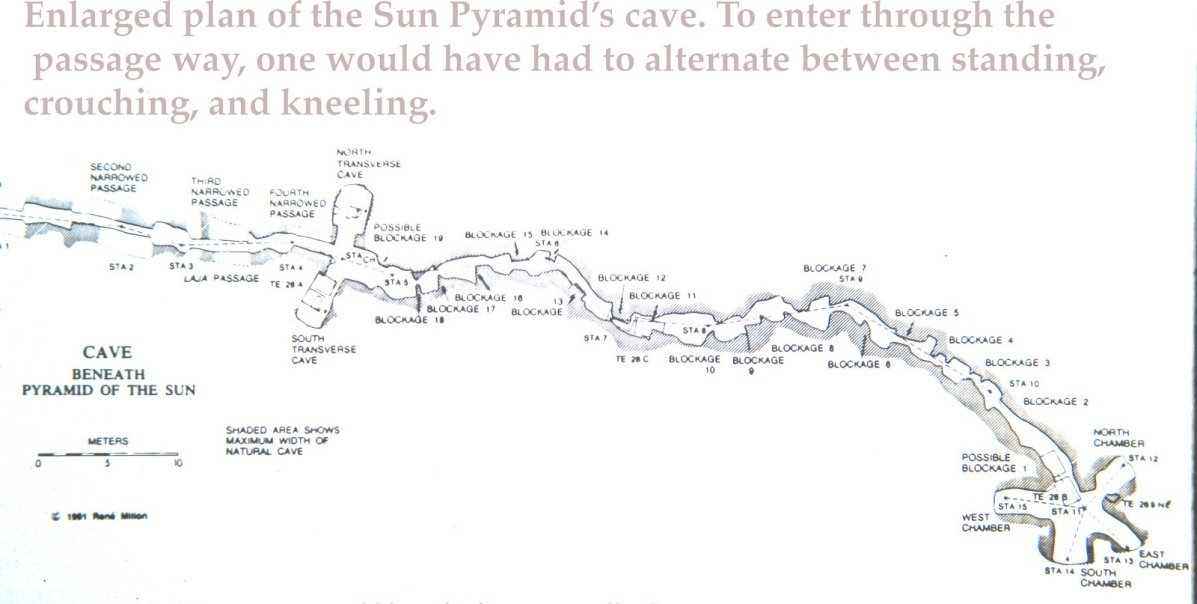 Enlarged plan of the Sun Pyramid's cave. To enter through the
passage way, one would have had to alternate between standing,
crouching, and kneeling.
NORTH
TRANSVERSE
CAVE
SECOND
NARROWED
PASSAGE
THIRD
NARROWED
PASSAGE
FOURTH
NARROWED
PASSAGE
POSSIBLE
BLOCKAGE 19
BLOCKAGE 15
BLOCKAGE 14
STA 6
STA 2
STA 3
LAJA PASSAGE
STA 4
TE 28 A
STA CH
STA 5
BLOCKAGE 16
BLOCKAGE 17
BLOCKAGE 18
13
BLOCKAGE
BLOCKAGE 12
BLOCKAGE 11
BLOCKAGE 7
STA 9
STA 7
STA 8
TE 28 C
BLOCKAGE
10
BLOCKAGE
9
BLOCKAGE 8
BLOCKAGE 6
BLOCKAGE 5
BLOCKAGE 4
BLOCKAGE 3
STA 10
BLOCKAGE 2
SOUTH
TRANSVERSE
CAVE
CAVE
BENEATH
PYRAMID OF THE SUN
METERS
0 5 10
SHADED AREA SHOWS
MAXIMUM WIDTH OF
NATURAL CAVE
© 1991 René Millon
NORTH
CHAMBER
STA 12
POSSIBLE
BLOCKAGE 1
TE 28 B
STA 15
STA 11
WEST
CHAMBER
STA 13
EAST
CHAMBER
STA 14
SOUTH
CHAMBER